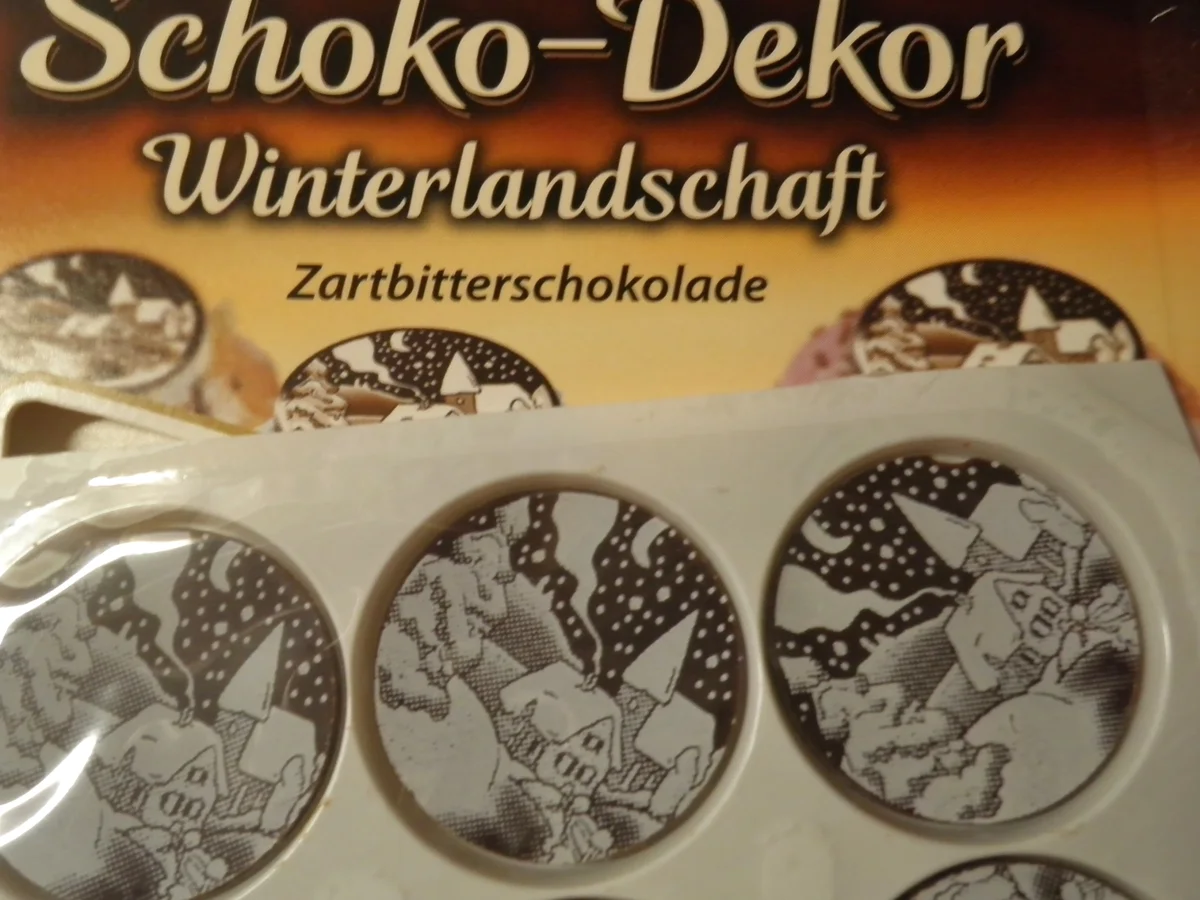 Schoko-Dekor
Winterlandschaft
Zartbitterschokolade